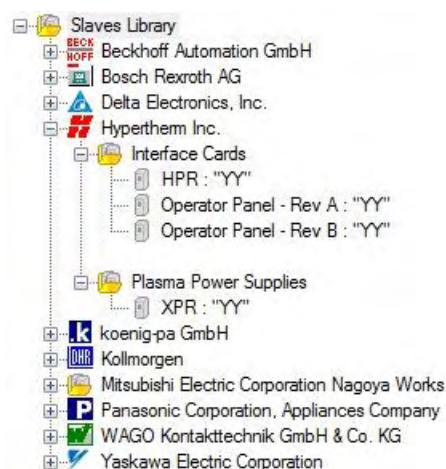 Slaves Library
BECK
HOFF Beckhoff Automation GmbH
Bosch Rexroth AG
Delta Electronics, Inc.
Hypertherm Inc.
Interface Cards
HPR : "YY"
Operator Panel - Rev A : "YY"
Operator Panel - Rev B : "YY"
Plasma Power Supplies
XPR : "YY"
.k koenig-pa GmbH
DHR Kollmorgen
Mitsubishi Electric Corporation Nagoya Works
P Panasonic Corporation, Appliances Company
W WAGO Kontakttechnik GmbH & Co. KG
Yaskawa Electric Corporation